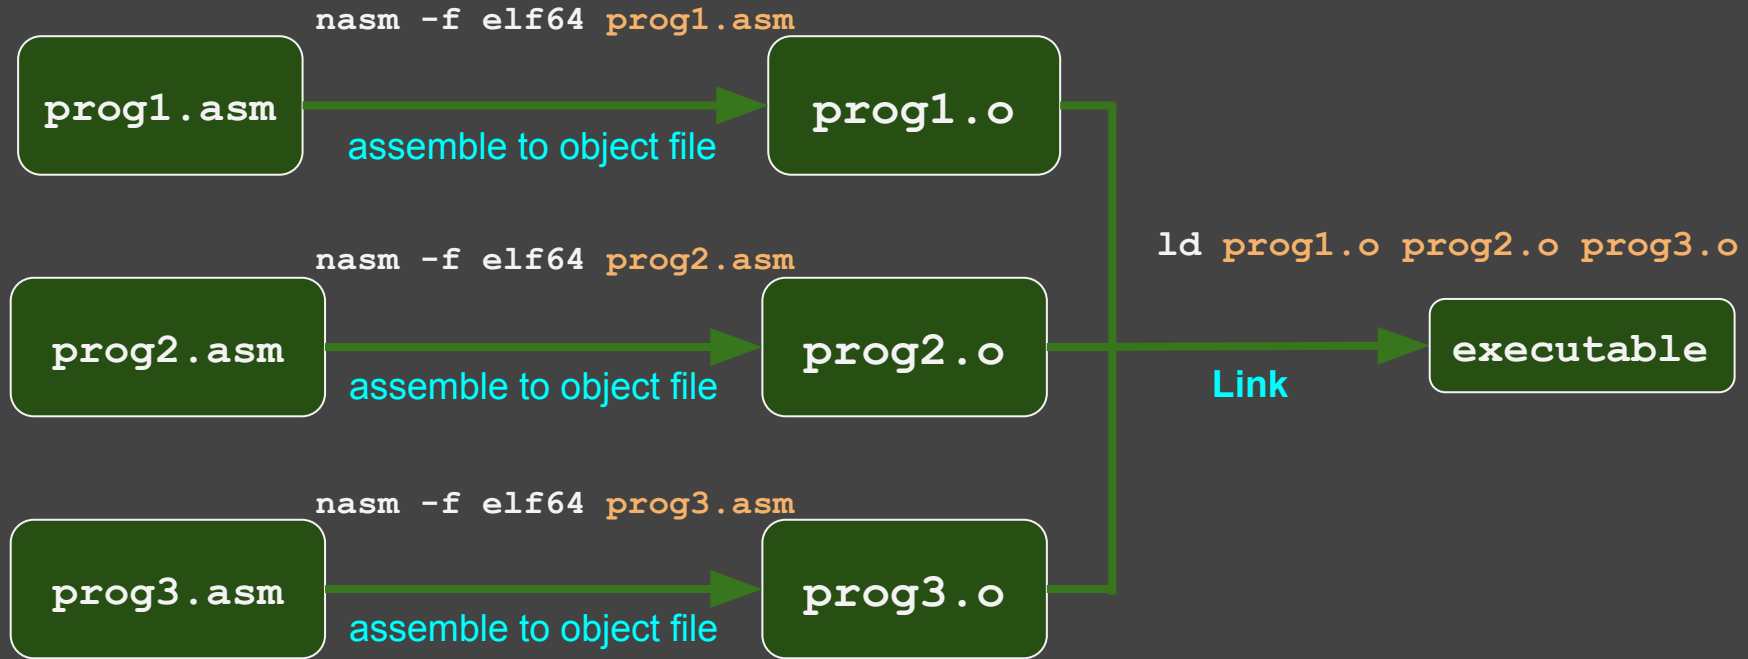 nasm -f elf64 prog1.asm
prog1.asm
assemble to object file
prog1.o
nasm -f elf64 prog2.asm
prog2.asm
assemble to object file
prog2.o
ld prog1.o prog2.o prog3.o
Link
executable
nasm -f elf64 prog3.asm
prog3.asm
assemble to object file
prog3.o